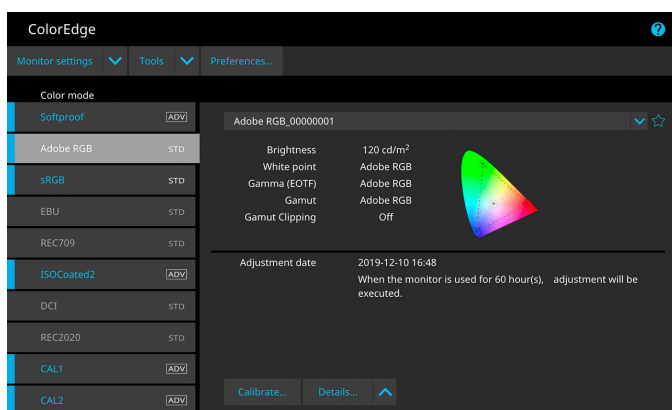 ColorEdge
Monitor settings
Tools
Preferences...
Color mode
Softproof ADV
Adobe RGB STD
sRGB STD
EBU STD
REC709 STD
ISOCoated2 ADV
DCI STD
REC2020 STD
CAL1 ADV
CAL2 ADV
Adobe RGB_00000001
Brightness 120 cd/m²
White point Adobe RGB
Gamma (EOTF) Adobe RGB
Gamut Adobe RGB
Gamut Clipping Off
Adjustment date 2019-12-10 16:48
When the monitor is used for 60 hour(s), adjustment will be
executed.
Calibrate...
Details...